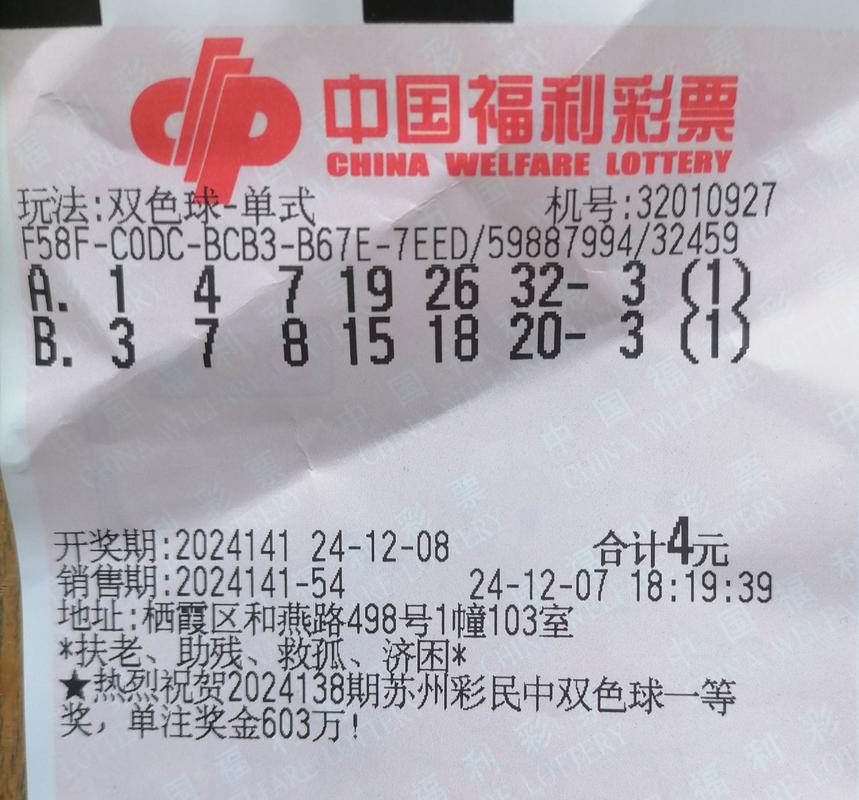 中国福利彩票
CHINA WELFARE LOTTERY
玩法:双色球-单式 机号:32010927
F58F-C0DC-BCB3-B67E-7EED/59887994/32459
A. 1 4 7 19 26 32- 3 (1)
B. 3 7 8 15 18 20- 3 (1)
开奖期:2024141 24-12-08 合计4元
销售期:2024141-54 24-12-07 18:19:39
地址:栖霞区和燕路498号1幢103室
*扶老、助残、救孤、济困*
★热烈祝贺2024138期苏州彩民中双色球一等
奖，单注奖金603万!